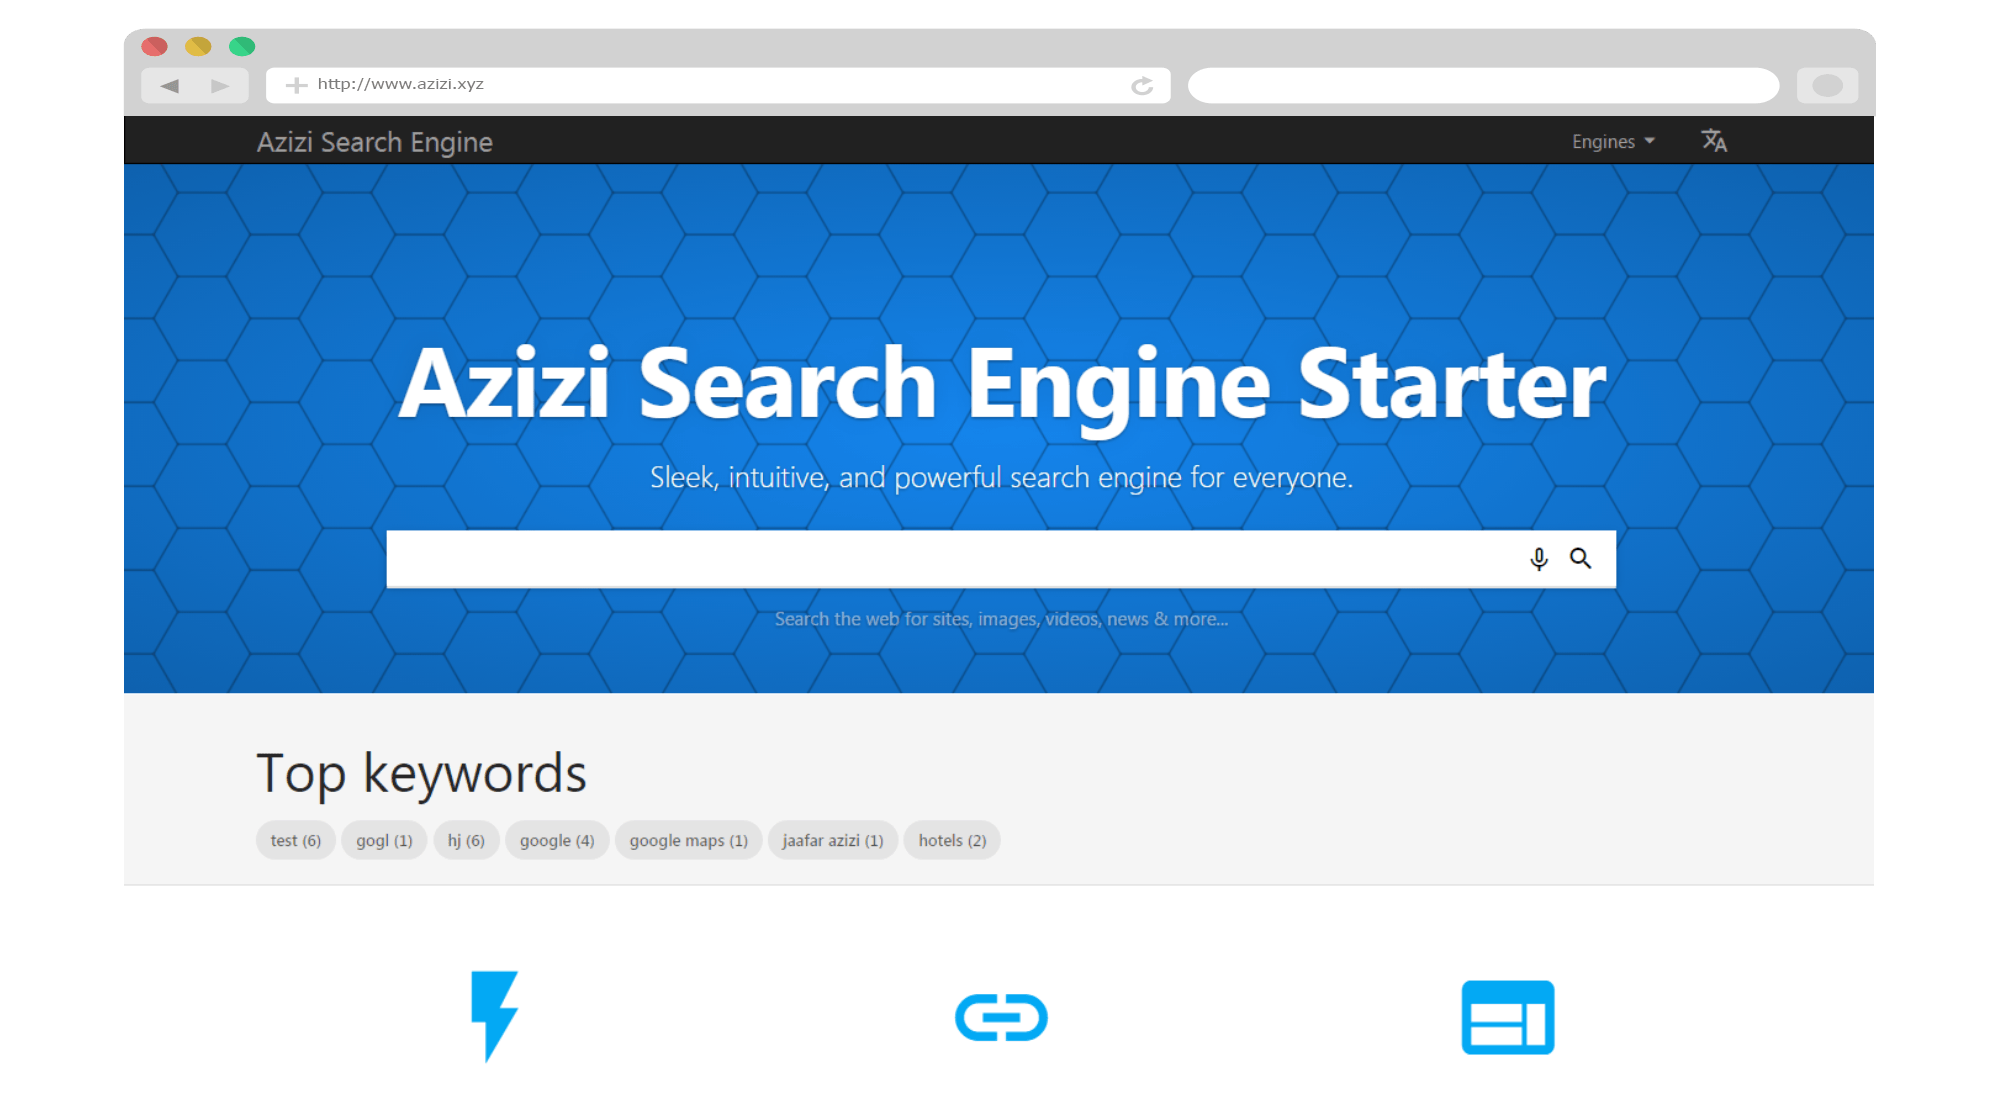 http://www.azizi.xyz
Azizi Search Engine
Engines
Azizi Search Engine Starter
Sleek, intuitive, and powerful search engine for everyone.
Search the web for sites, images, videos, news & more...
Top keywords
test (6) gogl (1) hj (6) google (4) google maps (1) jaafar azizi (1) hotels (2)